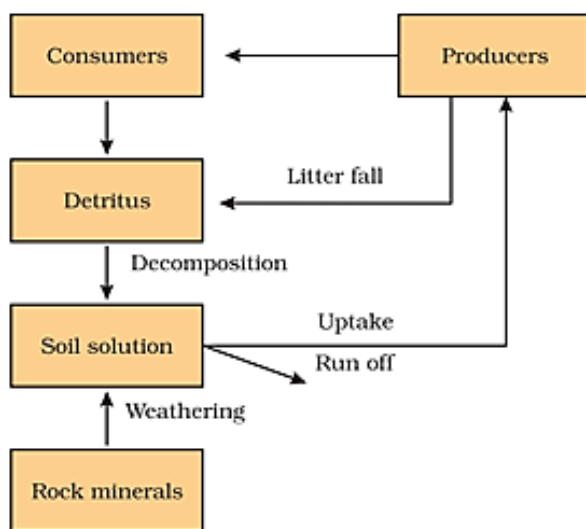 Consumers
Producers
Litter fall
Detritus
Decomposition
Uptake
Soil solution
Run off
Weathering
Rock minerals